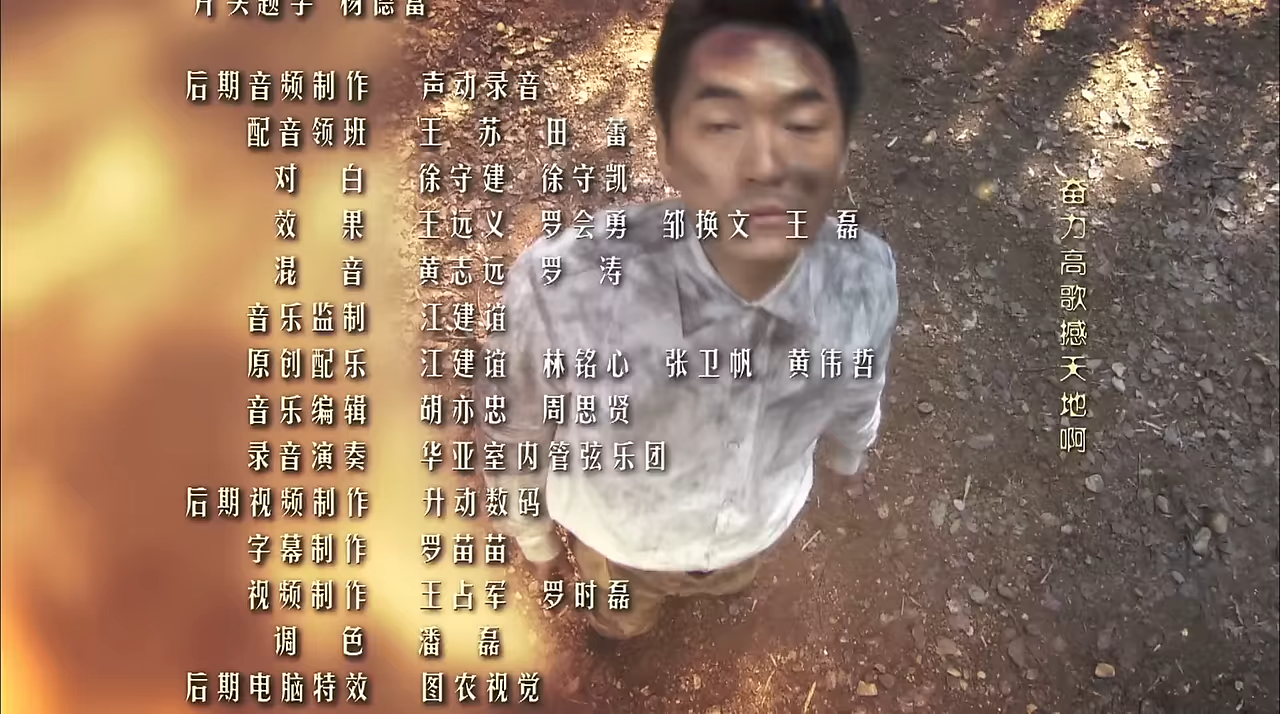 片头题字 杨德富
后期音频制作 声动录音
配音领班 王苏 田蕾
对白 徐守建 徐守凯
效果 王远义 罗会勇 邹换文 王磊
混音 黄志远 罗涛
音乐监制 江建谊
原创配乐 江建谊 林铭心 张卫帆 黄伟哲
音乐编辑 胡亦忠 周思贤
录音演奏 华亚室内管弦乐团
后期视频制作 升动数码
字幕制作 罗苗苗
视频制作 王占军 罗时磊
调色 潘磊
后期电脑特效 图农视觉
奋力高歌撼天地啊